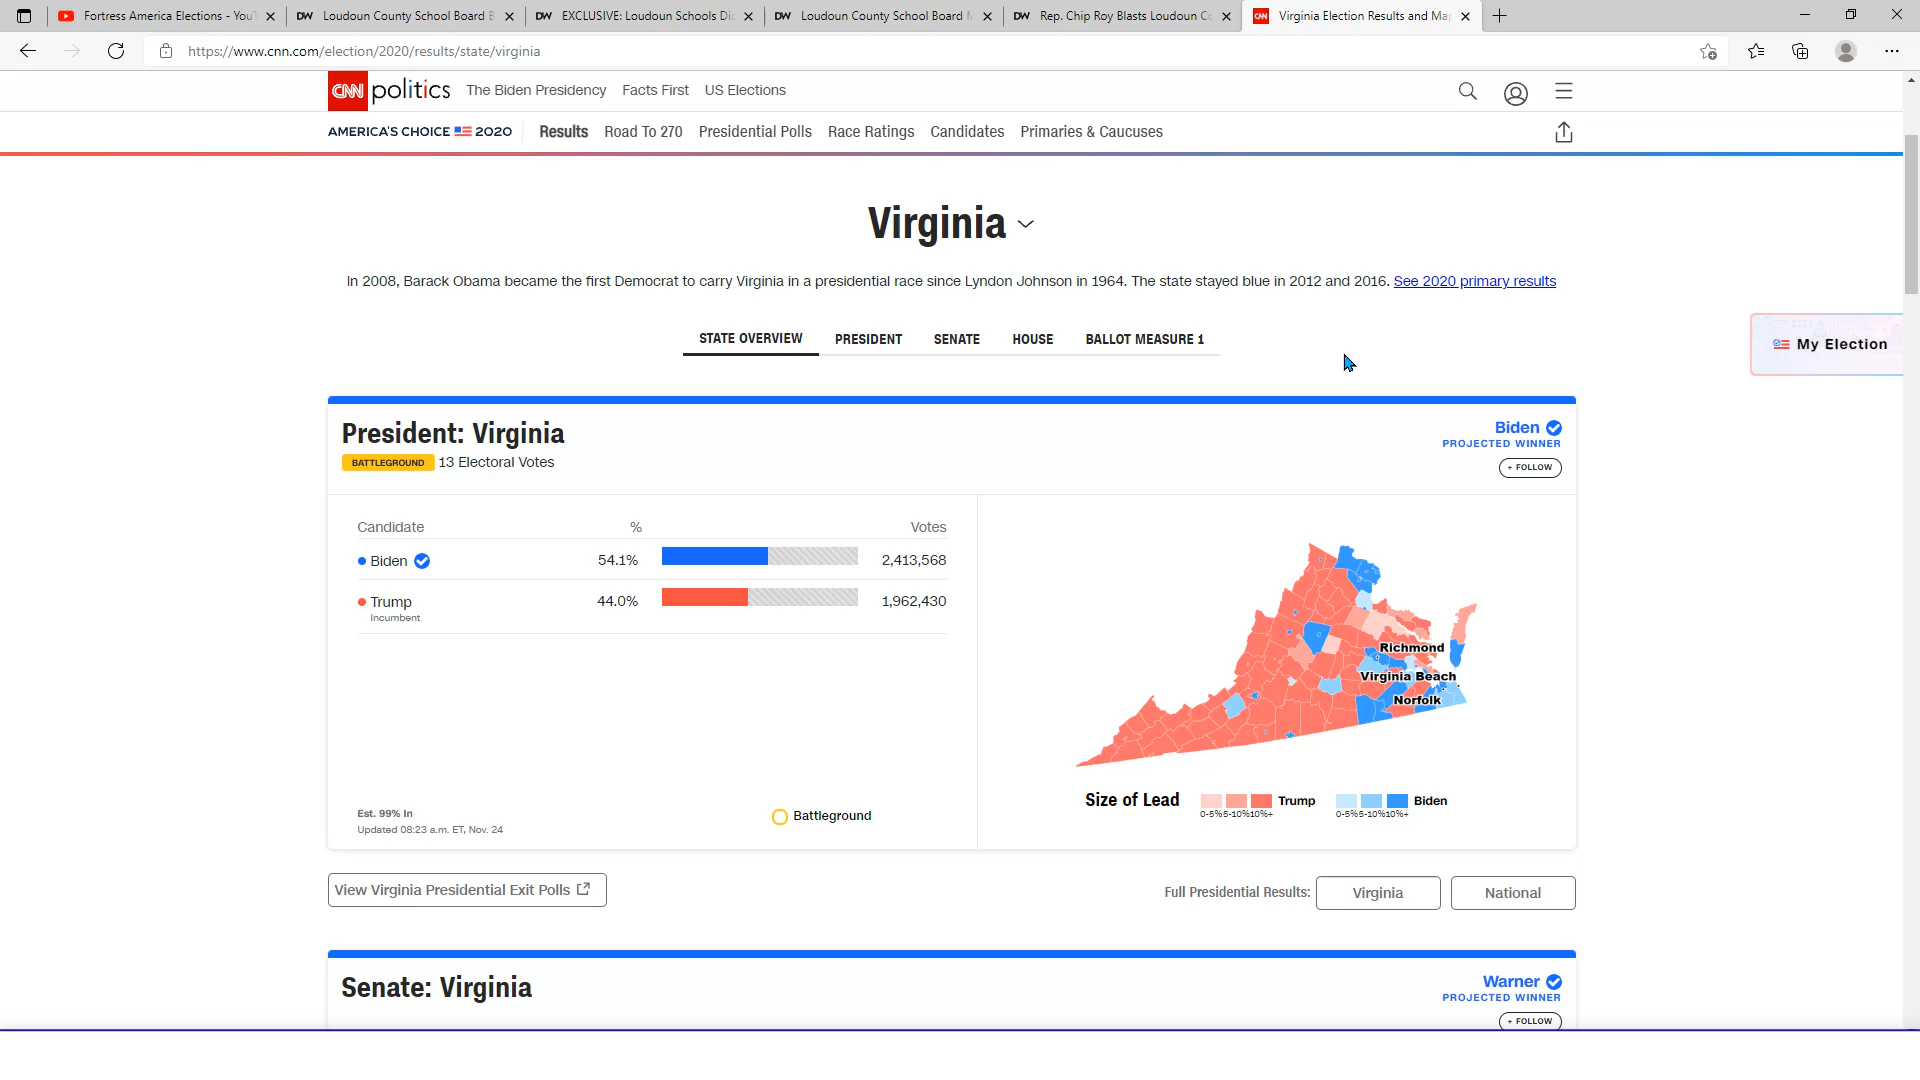 Fortress America Elections - YouT
DW Loudoun County School Board B
DW EXCLUSIVE: Loudoun Schools Di
DW Loudoun County School Board M
DW Rep. Chip Roy Blasts Loudoun Co
CNN Virginia Election Results and Ma
https://www.cnn.com/election/2020/results/state/virginia
CNN politics The Biden Presidency Facts First US Elections
AMERICA'S CHOICE 2020 Results Road To 270 Presidential Polls Race Ratings Candidates Primaries & Caucuses
Virginia
In 2008, Barack Obama became the first Democrat to carry Virginia in a presidential race since Lyndon Johnson in 1964. The state stayed blue in 2012 and 2016. See 2020 primary results
STATE OVERVIEW PRESIDENT SENATE HOUSE BALLOT MEASURE 1
My Election
President: Virginia
BATTLEGROUND 13 Electoral Votes
Biden
PROJECTED WINNER
+ FOLLOW
Candidate % Votes
Biden 54.1% 2,413,568
Trump 44.0% 1,962,430
Incumbent
Richmond
Virginia Beach
Norfolk
Size of Lead Trump Biden
0-5%5-10%10%+ 0-5%5-10%10%+
Est. 99% In
Updated 08:23 a.m. ET, Nov. 24
Battleground
View Virginia Presidential Exit Polls
Full Presidential Results: Virginia National
Senate: Virginia
Warner
PROJECTED WINNER
+ FOLLOW